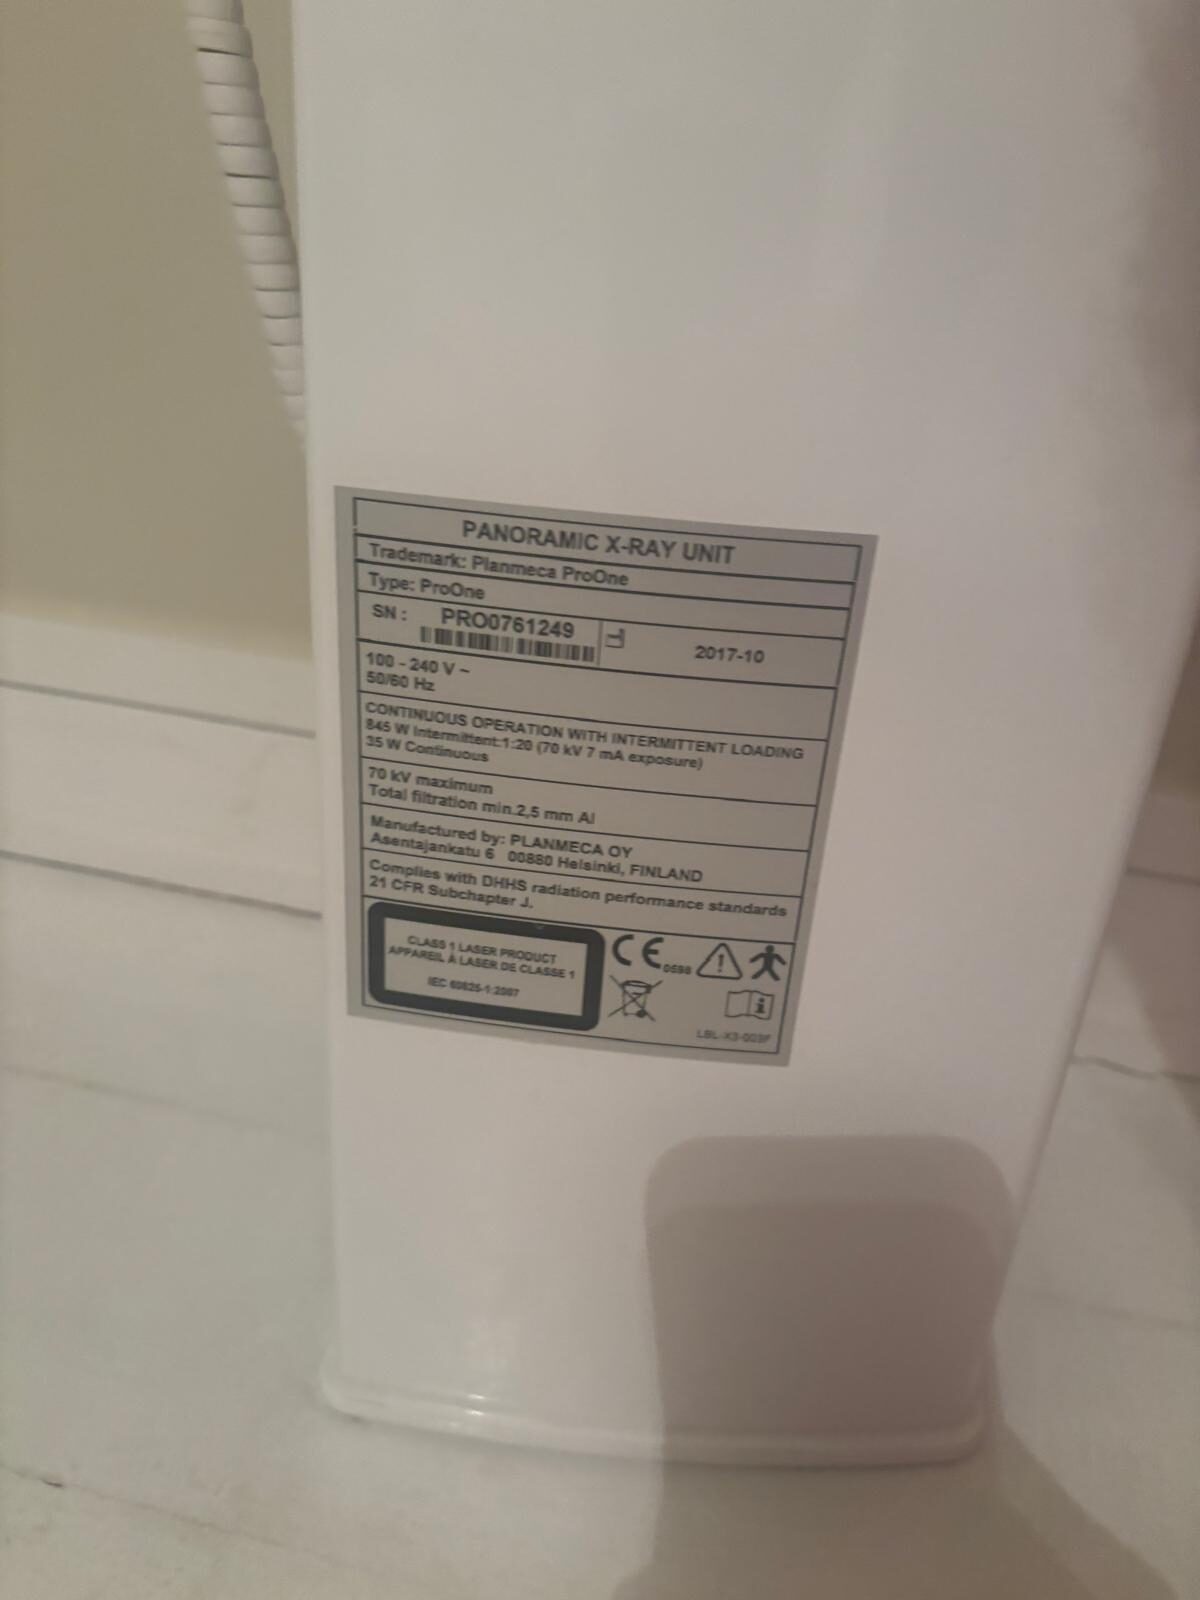 PANORAMIC X-RAY UNIT
Trademark: Planmeca ProOne
Type: ProOne
SN : PRO0761249 2017-10
100 - 240 V ~
50/60 Hz
CONTINUOUS OPERATION WITH INTERMITTENT LOADING
845 W Intermittent:1:20 (70 kV 7 mA exposure)
35 W Continuous
70 kV maximum
Total filtration min.2,5 mm Al
Manufactured by: PLANMECA OY
Asentajankatu 6 00880 Helsinki, FINLAND
Complies with DHHS radiation performance standards
21 CFR Subchapter J.
CLASS 1 LASER PRODUCT
APPAREIL À LASER DE CLASSE 1
IEC 60825-1:2007
CE 0598
LBL-X3-003F